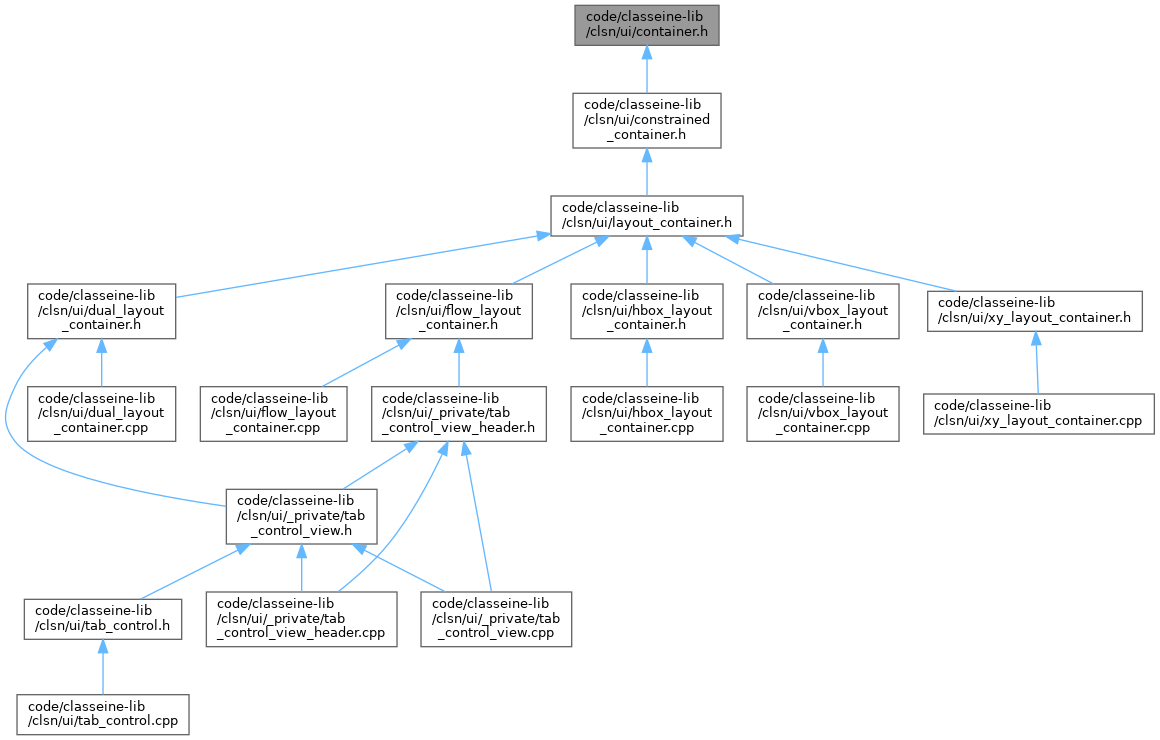 code/classeine-lib
/clsn/ui/container.h
code/classeine-lib
/clsn/ui/constrained
_container.h
code/classeine-lib
/clsn/ui/layout_container.h
code/classeine-lib
/clsn/ui/dual_layout
_container.h
code/classeine-lib
/clsn/ui/flow_layout
_container.h
code/classeine-lib
/clsn/ui/hbox_layout
_container.h
code/classeine-lib
/clsn/ui/vbox_layout
_container.h
code/classeine-lib
/clsn/ui/xy_layout_container.h
code/classeine-lib
/clsn/ui/dual_layout
_container.cpp
code/classeine-lib
/clsn/ui/flow_layout
_container.cpp
code/classeine-lib
/clsn/ui/_private/tab
_control_view_header.h
code/classeine-lib
/clsn/ui/hbox_layout
_container.cpp
code/classeine-lib
/clsn/ui/vbox_layout
_container.cpp
code/classeine-lib
/clsn/ui/xy_layout_container.cpp
code/classeine-lib
/clsn/ui/_private/tab
_control_view.h
code/classeine-lib
/clsn/ui/tab_control.h
code/classeine-lib
/clsn/ui/_private/tab
_control_view_header.cpp
code/classeine-lib
/clsn/ui/_private/tab
_control_view.cpp
code/classeine-lib
/clsn/ui/tab_control.cpp